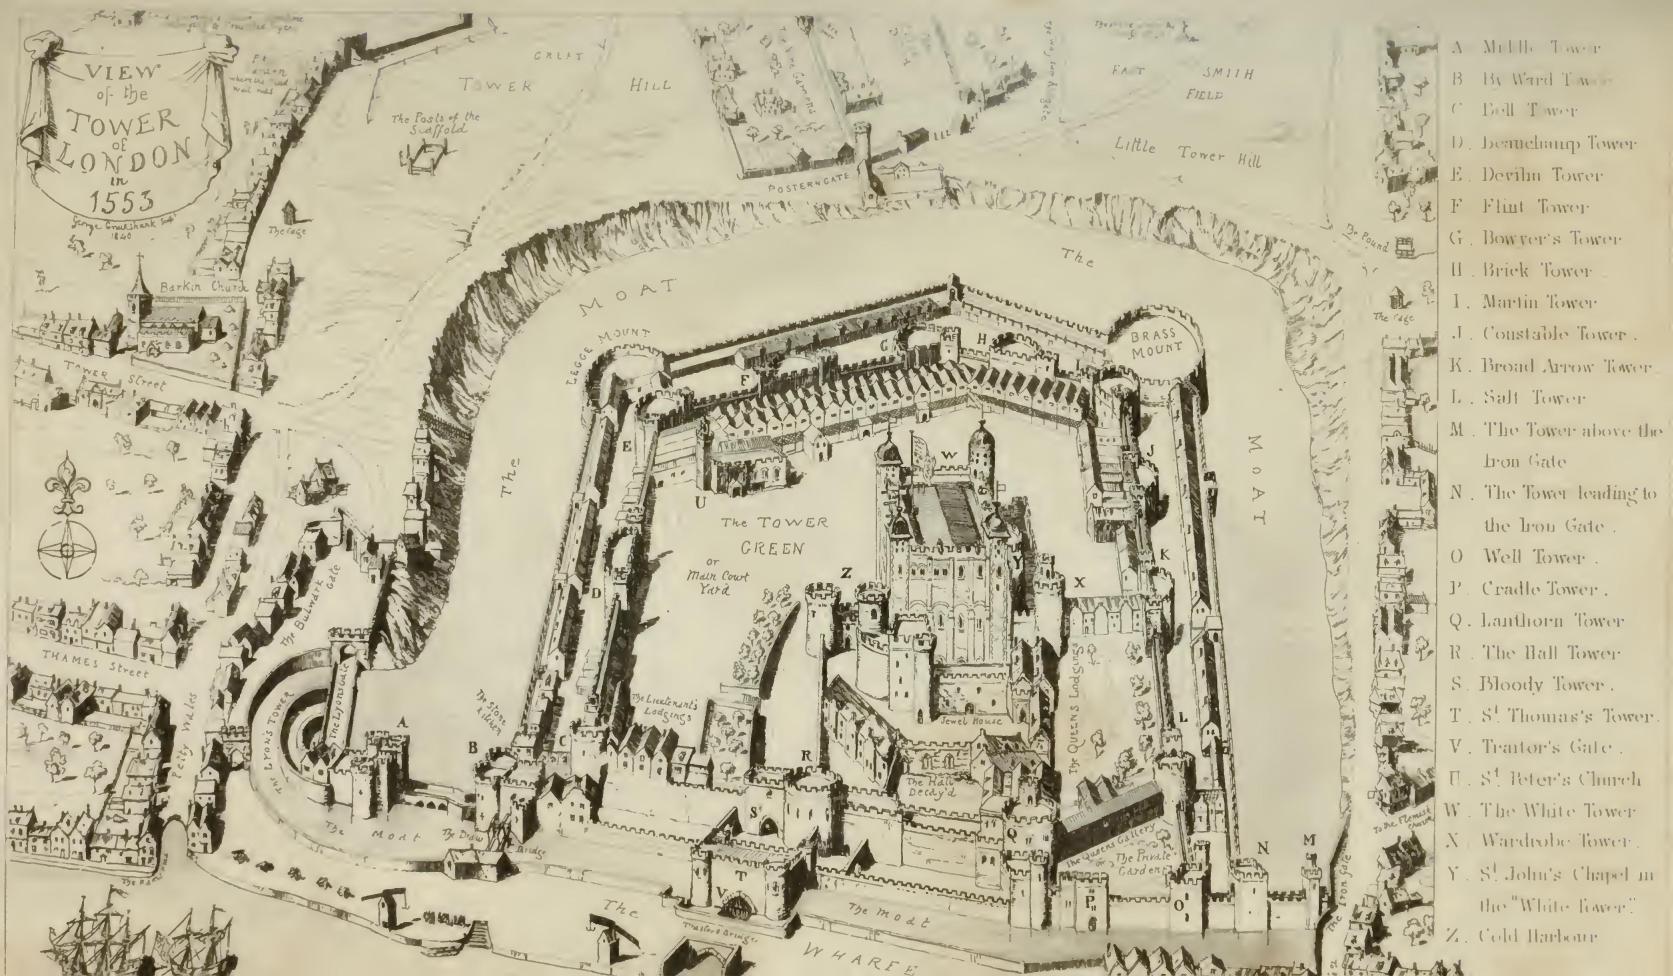 VIEW
of the
TOWER
of
LONDON
in
1553
George Cruikshank
1840
GREAT
TOWER HILL
The Posts of the
Scaffold
The Cage
Barkin Church
TOWER Street
THAMES Street
Petty Wales
The Bulwark Gate
The LYON'S TOWER
The Lyons Gate
POSTERN GATE
EAST SMITH
FIELD
LITTLE TOWER Hill
The Pound
The Cage
The MOAT
The
MOAT
LEGGE MOUNT
BRASS
MOUNT
F
G
H
E
J
U
W
The TOWER
GREEN
or
Main Court
Yard
D
Z
Y
X
K
The Stone Kitchen
The Lieutenant's
Lodgings
Jewel House
The QUEENS Lodgings
L
A
B
C
R
The Hall
Decay'd
S
Q
The Queens Gallery
The Private
Garden
The Moat
The Draw
Bridge
T
V
P
O
N
M
The Iron Gate
To the Flemish
Church
The Moat
Traitors Bridge
The WHARFE
A . Middle Tower
B . By Ward Tower
C . Bell Tower
D . Beauchamp Tower
E . Devilin Tower
F . Flint Tower
G . Bowyer's Tower
H . Brick Tower
I . Martin Tower
J . Constable Tower .
K . Broad Arrow Tower
L . Salt Tower
M . The Tower above the
Iron Gate
N . The Tower leading to
the Iron Gate .
O . Well Tower .
P . Cradle Tower .
Q . Lanthorn Tower
R . The Hall Tower
S . Bloody Tower .
T . St Thomas's Tower .
V . Traitor's Gate .
U . St Peter's Church
W . The White Tower
X . Wardrobe Tower .
Y . St John's Chapel in
the "White Tower".
Z . Cold Harbour